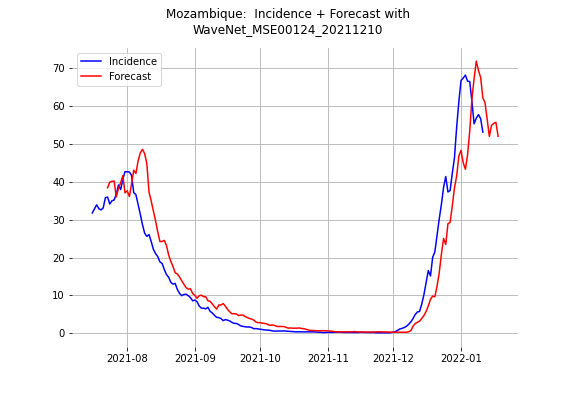 Mozambique:  Incidence + Forecast with
WaveNet_MSE00124_20211210
Incidence
Forecast
70
60
50
40
30
20
10
0
2021-08 2021-09 2021-10 2021-11 2021-12 2022-01